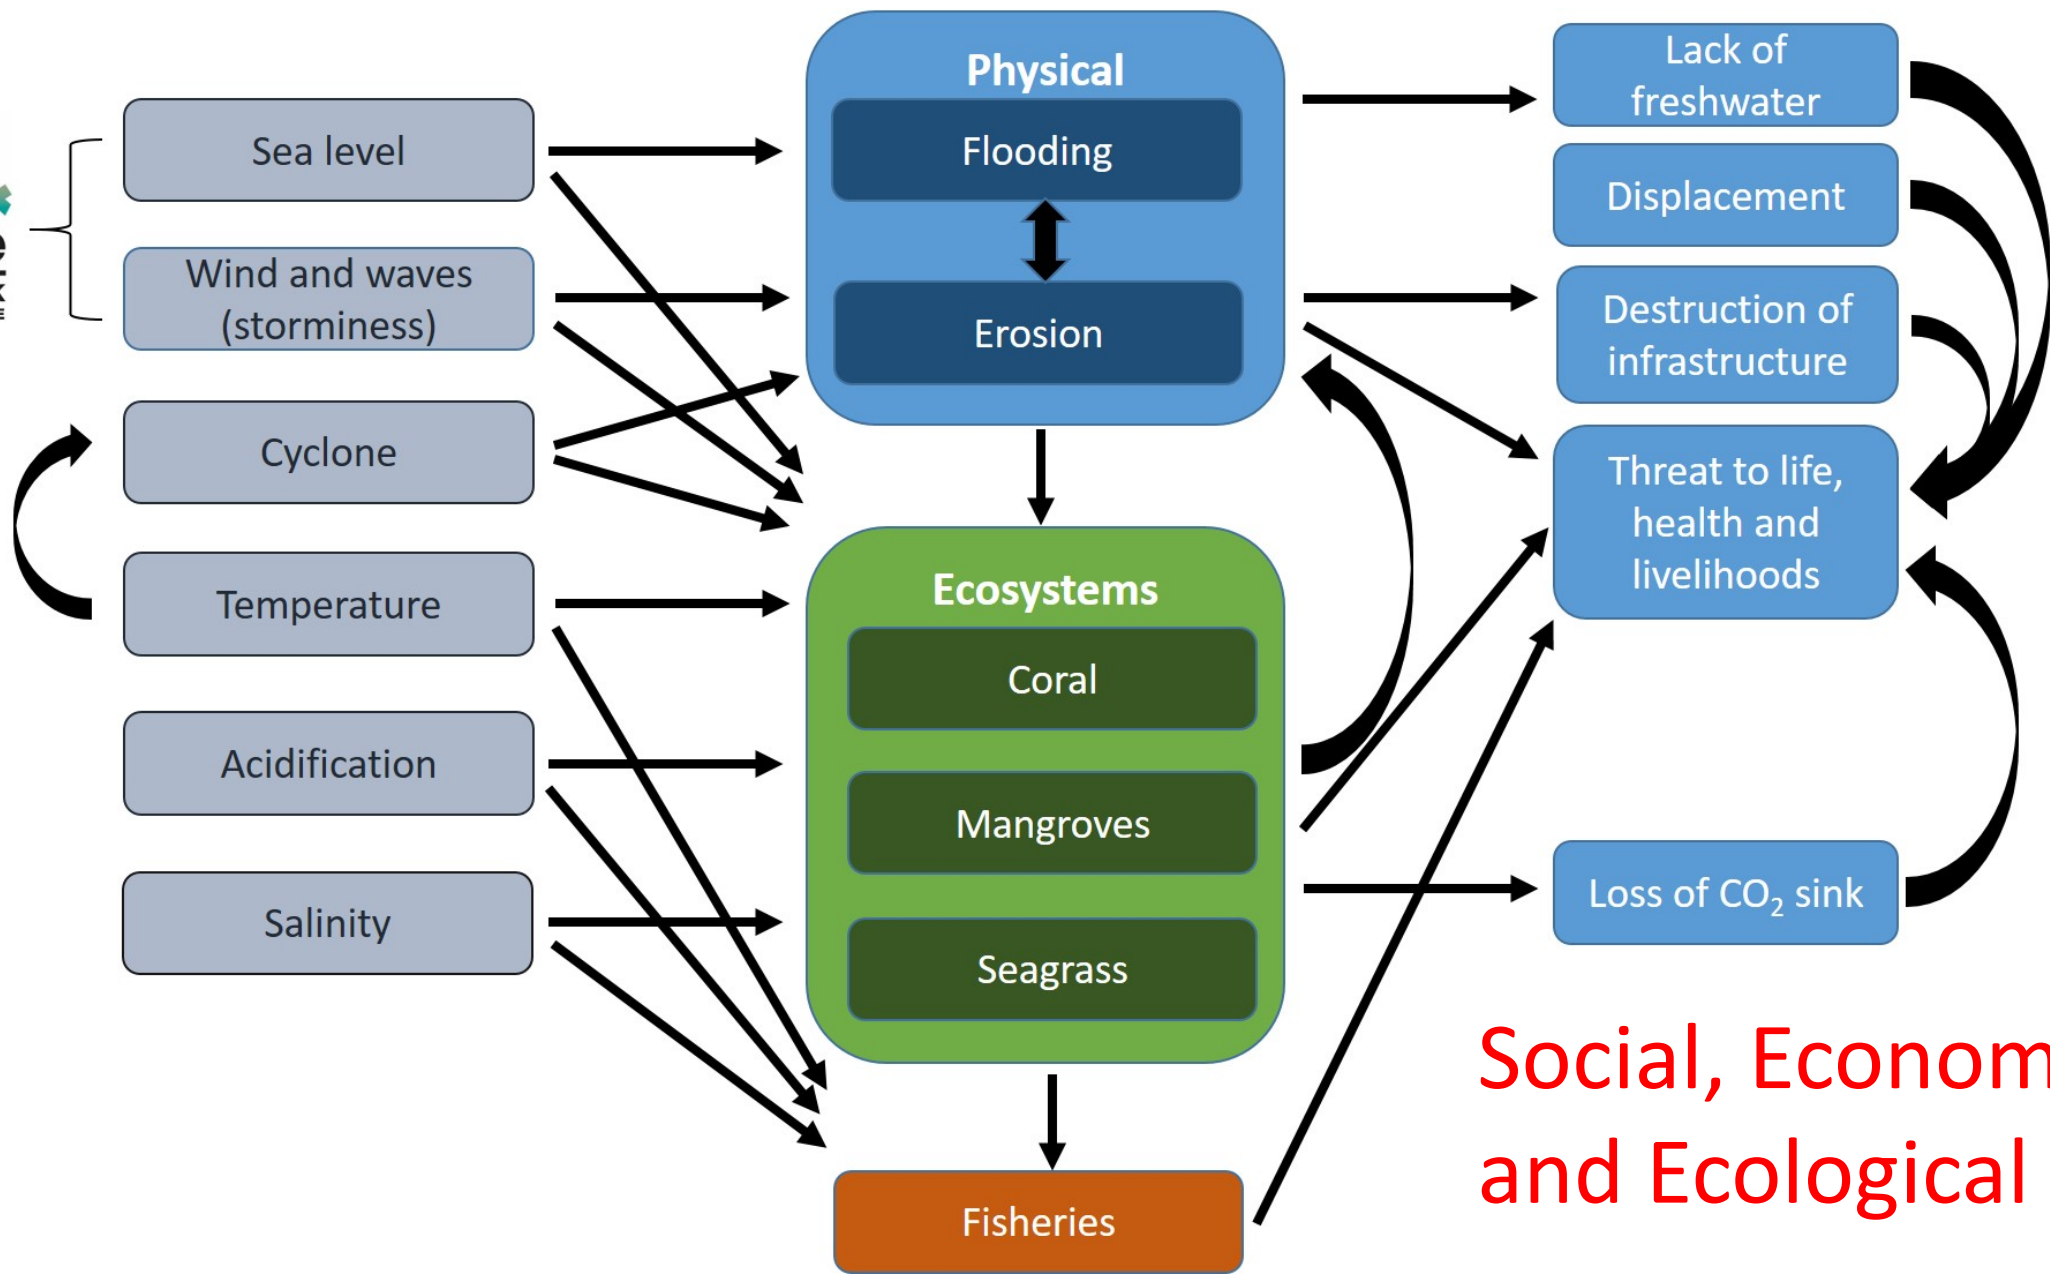 Physical
Flooding
Erosion
Sea level
Wind and waves
(storminess)
Cyclone
Temperature
Acidification
Salinity
Ecosystems
Coral
Mangroves
Seagrass
Fisheries
Lack of
freshwater
Displacement
Destruction of
infrastructure
Threat to life,
health and
livelihoods
Loss of CO₂ sink
Social, Econom
and Ecological